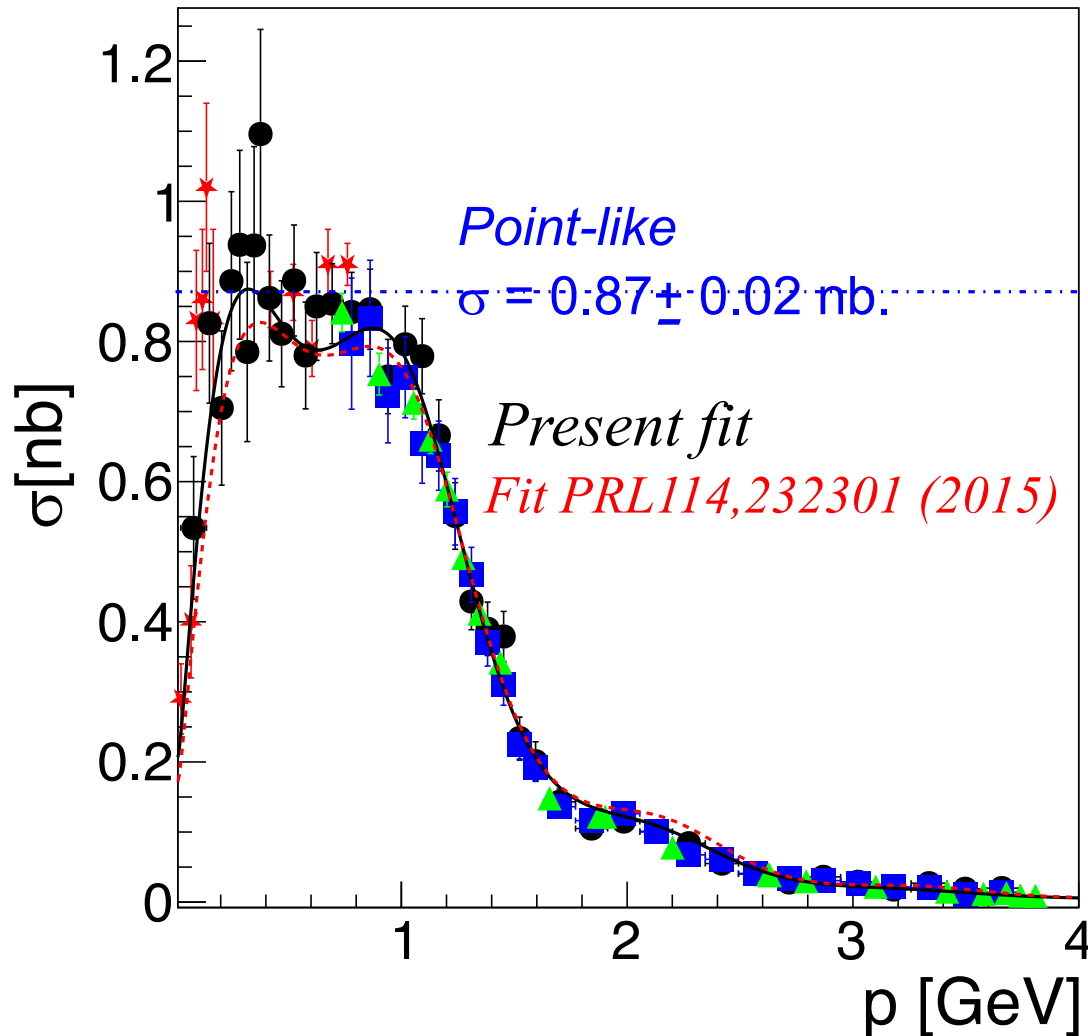 σ[nb]
1.2
1
0.8
0.6
0.4
0.2
0
Point-like
σ = 0.87± 0.02 nb.
Present fit
Fit PRL114,232301 (2015)
1
2
3
4
p [GeV]